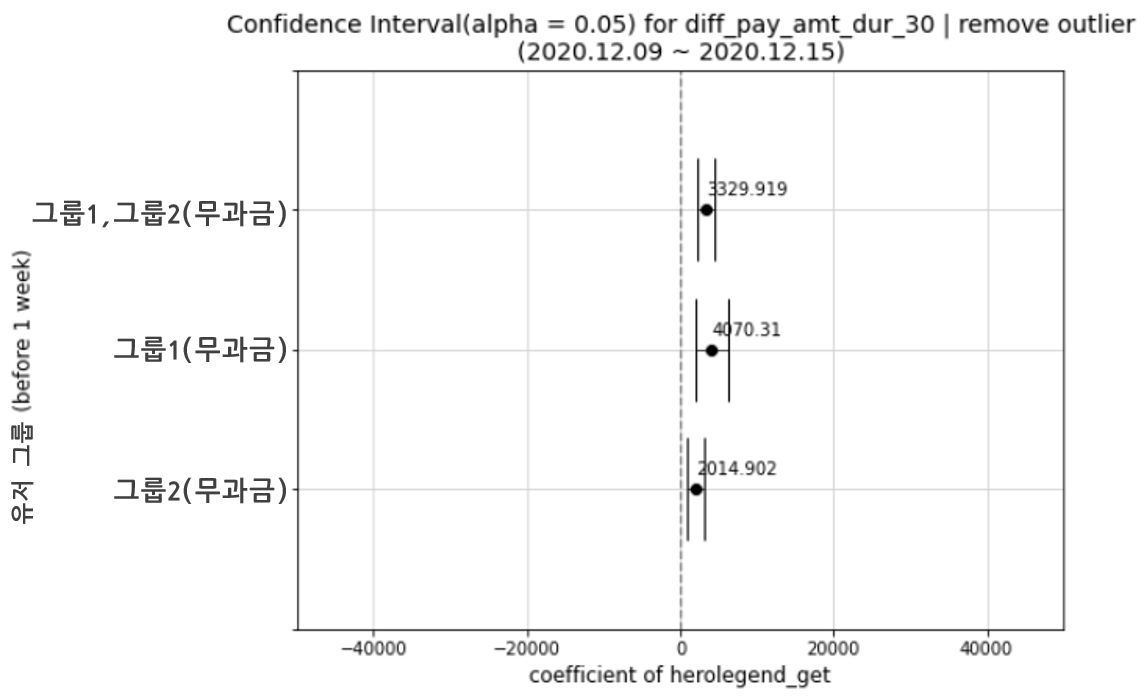 Confidence Interval(alpha = 0.05) for diff_pay_amt_dur_30 | remove outlier
(2020.12.09 ~ 2020.12.15)
유저 그룹 (before 1 week)
그룹1,그룹2(무과금)
3329.919
그룹1(무과금)
4070.31
그룹2(무과금)
2014.902
−40000 −20000 0 20000 40000
coefficient of herolegend_get